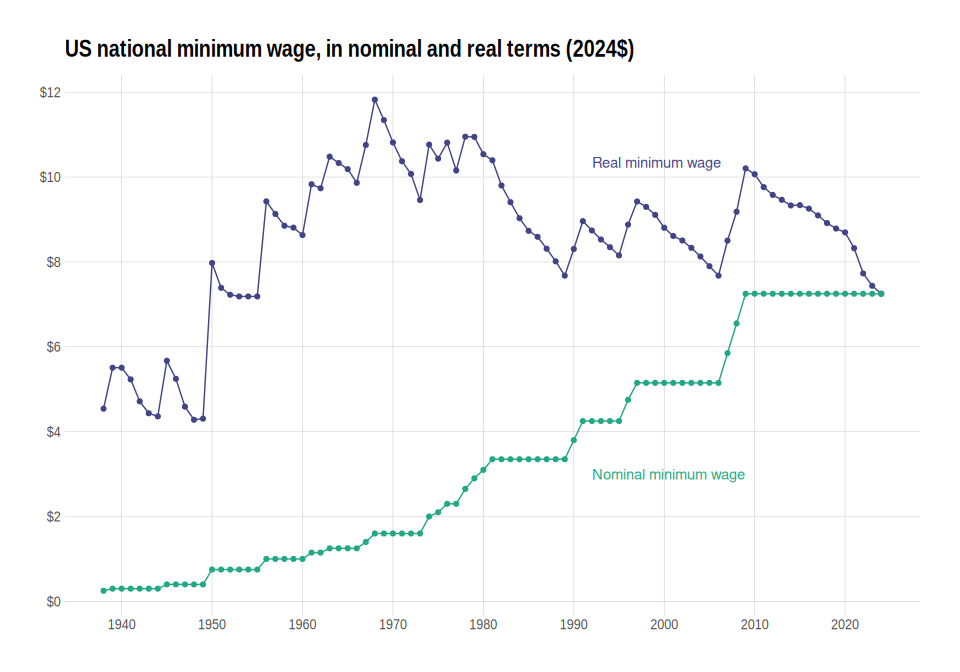 US national minimum wage, in nominal and real terms (2024$)
$12
$10
$8
$6
$4
$2
$0
Real minimum wage
Nominal minimum wage
1940 1950 1960 1970 1980 1990 2000 2010 2020